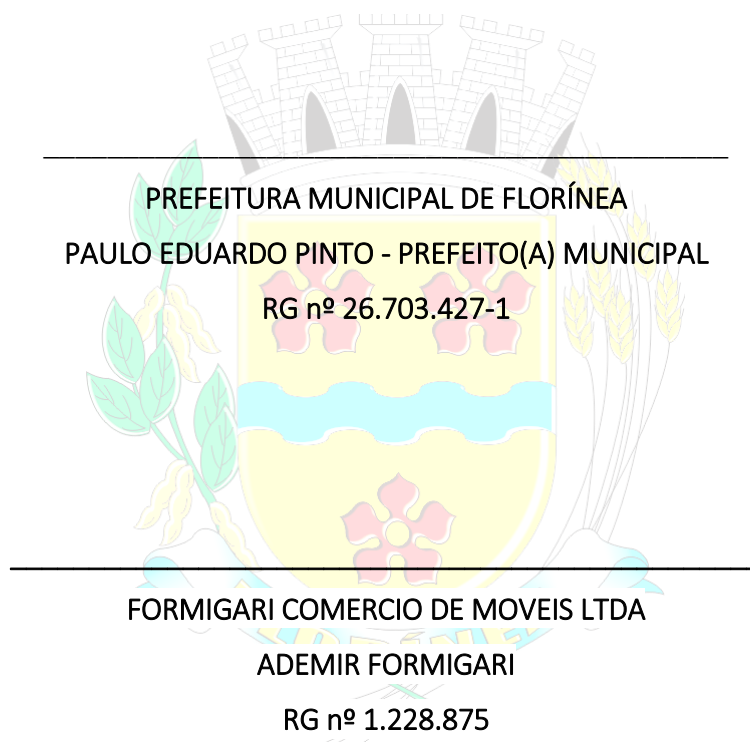 PREFEITURA MUNICIPAL DE FLORÍNEA
PAULO EDUARDO PINTO - PREFEITO(A) MUNICIPAL
RG nº 26.703.427-1
FORMIGARI COMERCIO DE MOVEIS LTDA
ADEMIR FORMIGARI
RG nº 1.228.875